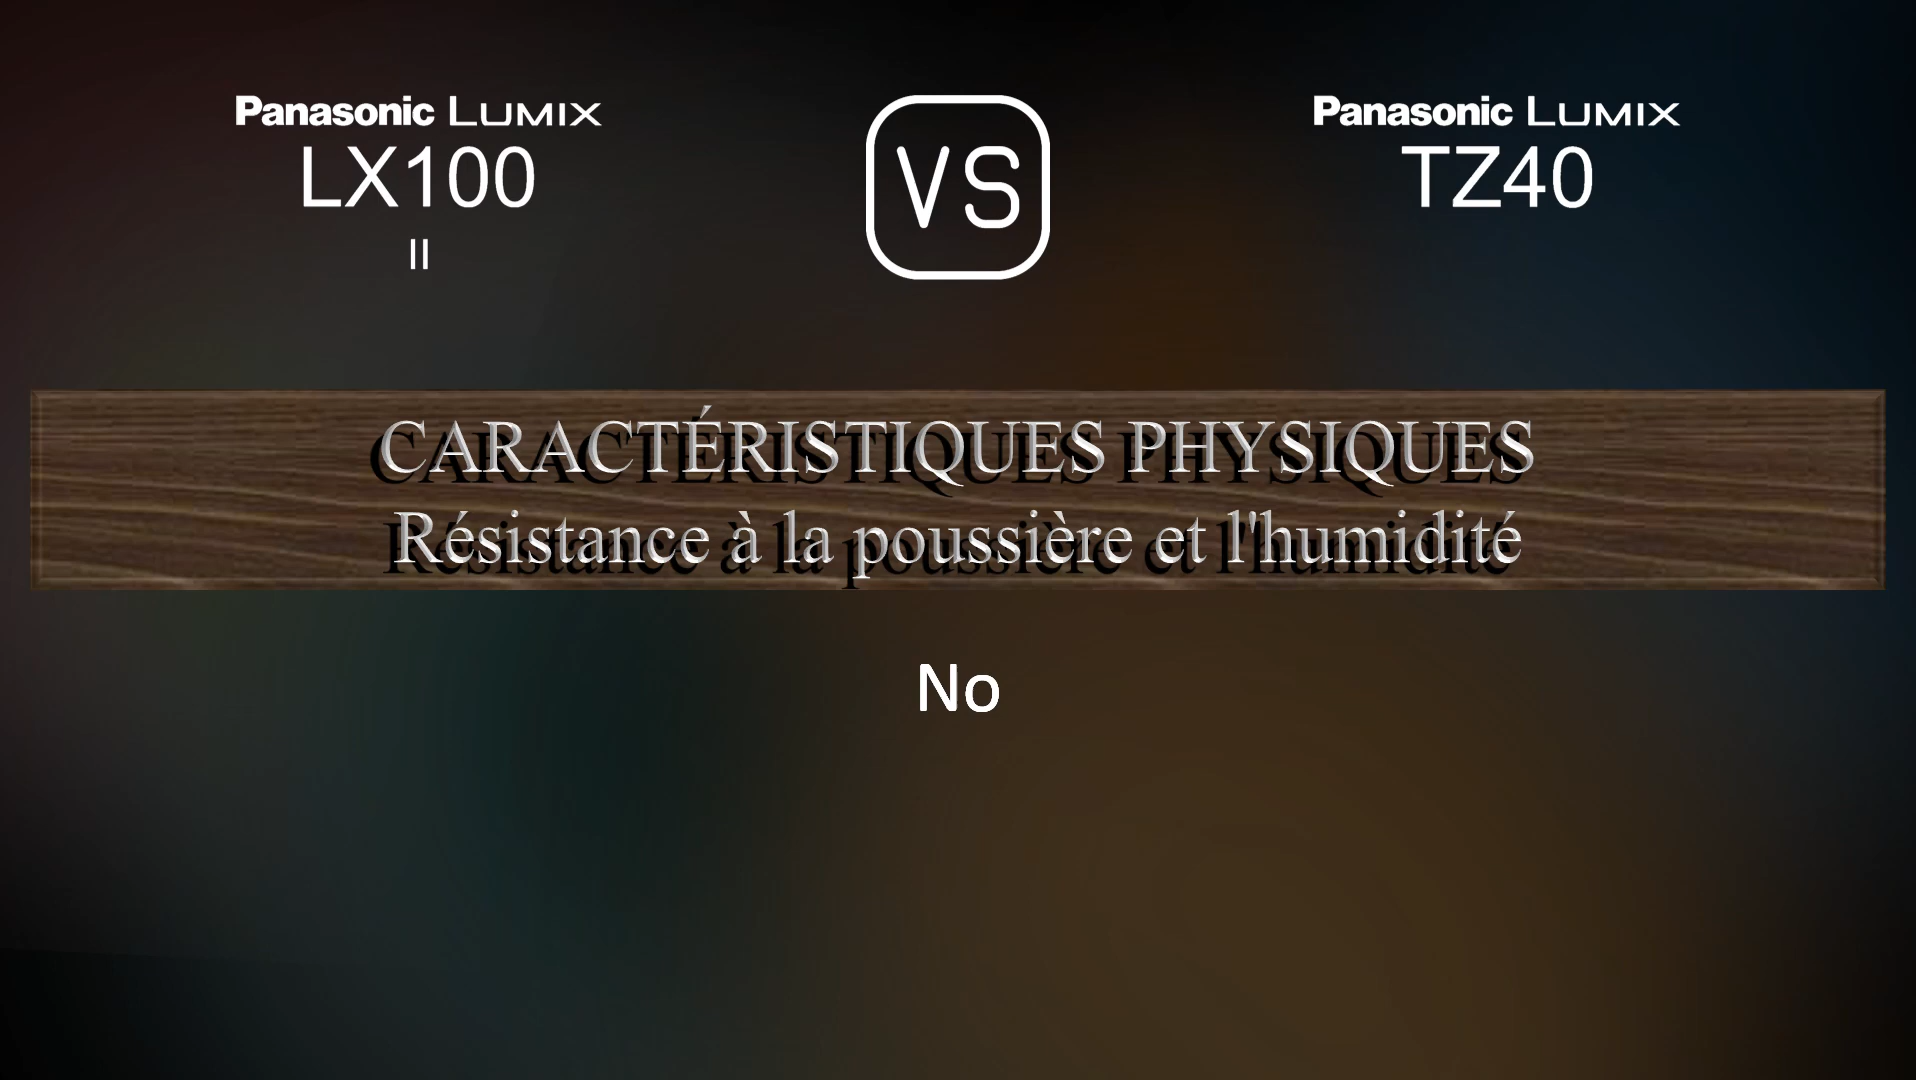 Panasonic LUMIX
LX100
II
VS
Panasonic LUMIX
TZ40
CARACTÉRISTIQUES PHYSIQUES
Résistance à la poussière et l'humidité
No